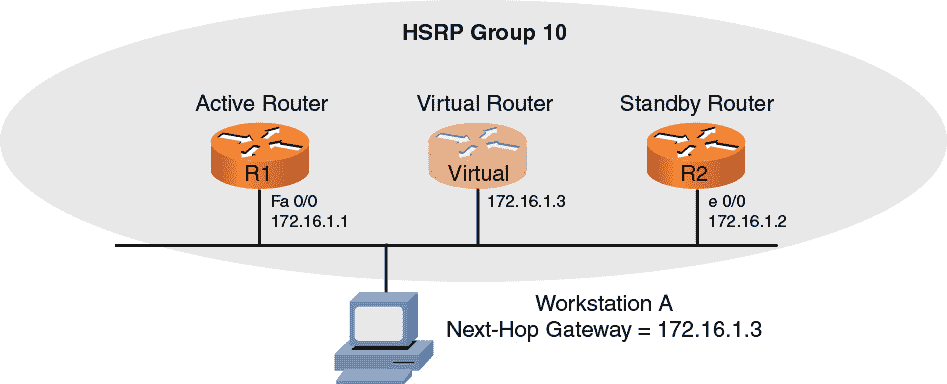 HSRP Group 10
Active Router
Virtual Router
Standby Router
R1
Virtual
R2
Fa 0/0
172.16.1.1
172.16.1.3
e 0/0
172.16.1.2
Workstation A
Next-Hop Gateway = 172.16.1.3